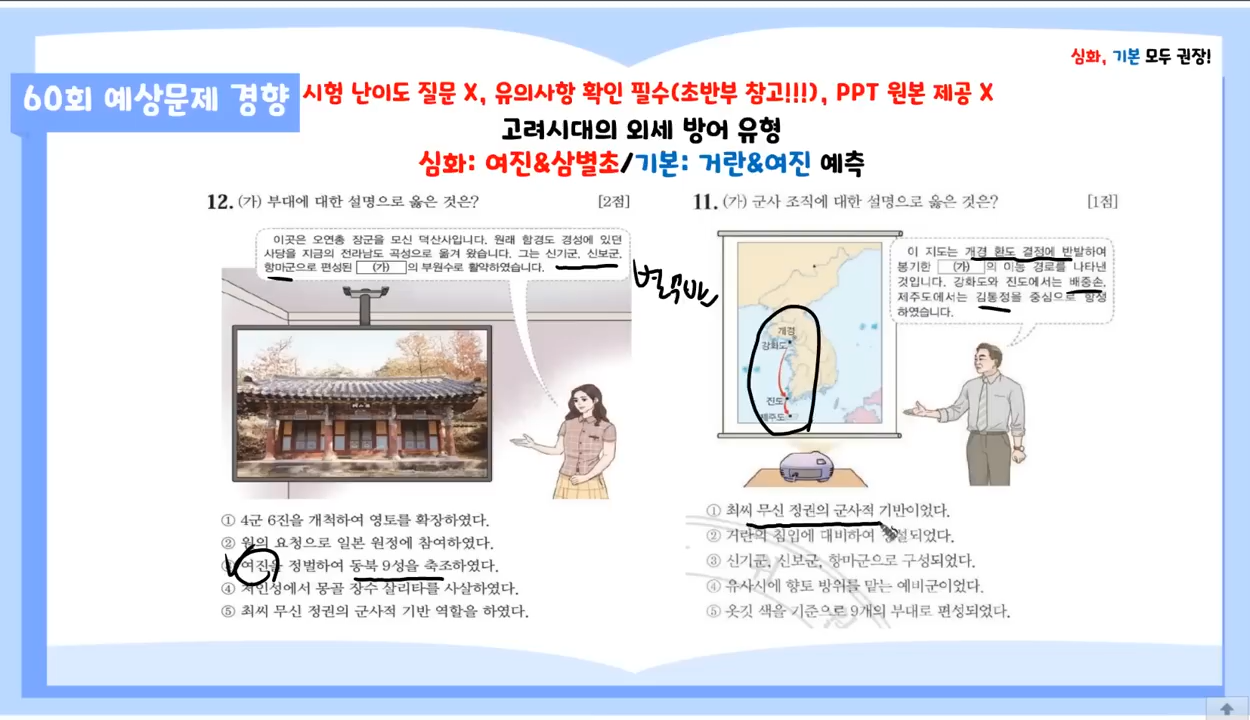 심화, 기본 모두 권장!
60회 예상문제 경향
시험 난이도 질문 X, 유의사항 확인 필수(초반부 참고!!!), PPT 원본 제공 X
고려시대의 외세 방어 유형
심화: 여진&삼별초/기본: 거란&여진 예측
12. (가) 부대에 대한 설명으로 옳은 것은? [2점]
이곳은 오연총 장군을 모신 덕산사입니다. 원래 함경도 경성에 있던
사당을 지금의 전라남도 곡성으로 옮겨 왔습니다. 그는 신기군, 신보군,
항마군으로 편성된 (가) 의 부원수로 활약하였습니다.
별무반
① 4군 6진을 개척하여 영토를 확장하였다.
② 원의 요청으로 일본 원정에 참여하였다.
③ 여진을 정벌하여 동북 9성을 축조하였다.
④ 처인성에서 몽골 장수 살리타를 사살하였다.
⑤ 최씨 무신 정권의 군사적 기반 역할을 하였다.
11. (가) 군사 조직에 대한 설명으로 옳은 것은? [1점]
이 지도는 개경 환도 결정에 반발하여
봉기한 (가) 의 이동 경로를 나타낸
것입니다. 강화도와 진도에서는 배중손,
제주도에서는 김통정을 중심으로 항쟁
하였습니다.
개경
강화도
진도
제주도
① 최씨 무신 정권의 군사적 기반이었다.
② 거란의 침입에 대비하여 창설되었다.
③ 신기군, 신보군, 항마군으로 구성되었다.
④ 유사시에 향토 방위를 맡는 예비군이었다.
⑤ 옷깃 색을 기준으로 9개의 부대로 편성되었다.